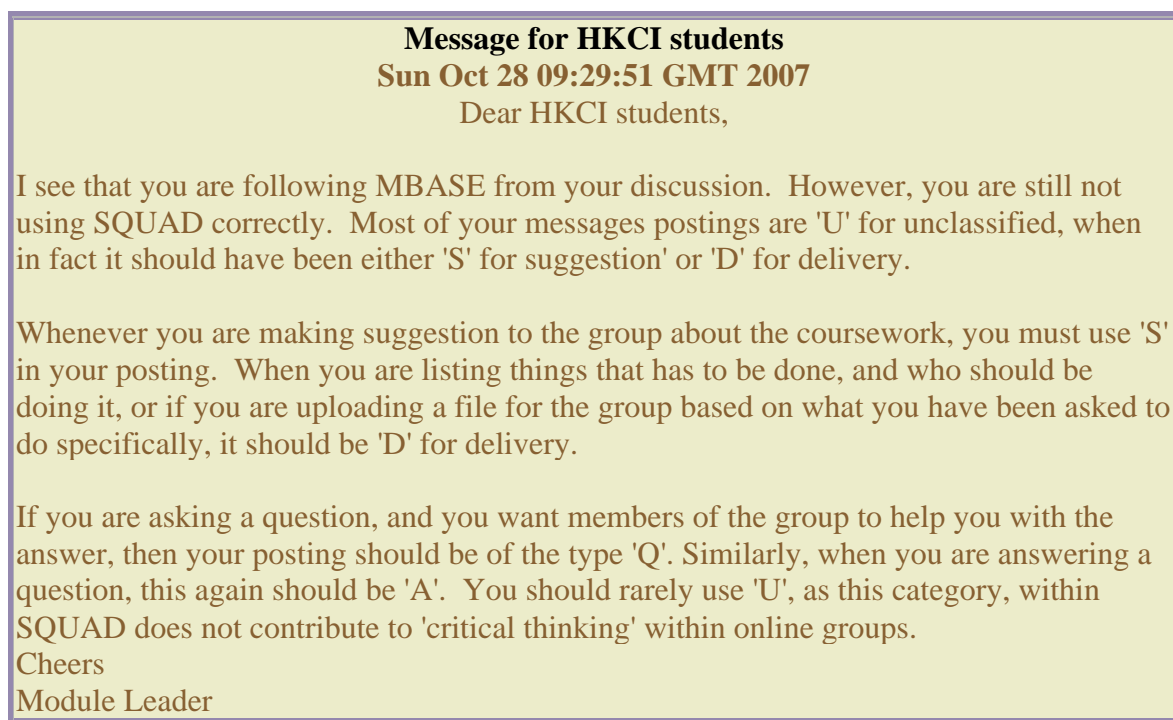 Message for HKCI students
Sun Oct 28 09:29:51 GMT 2007
Dear HKCI students,
I see that you are following MBASE from your discussion.  However, you are still not
using SQUAD correctly.  Most of your messages postings are 'U' for unclassified, when
in fact it should have been either 'S' for suggestion' or 'D' for delivery.
Whenever you are making suggestion to the group about the coursework, you must use 'S'
in your posting.  When you are listing things that has to be done, and who should be
doing it, or if you are uploading a file for the group based on what you have been asked to
do specifically, it should be 'D' for delivery.
If you are asking a question, and you want members of the group to help you with the
answer, then your posting should be of the type 'Q'. Similarly, when you are answering a
question, this again should be 'A'.  You should rarely use 'U', as this category, within
SQUAD does not contribute to 'critical thinking' within online groups.
Cheers
Module Leader